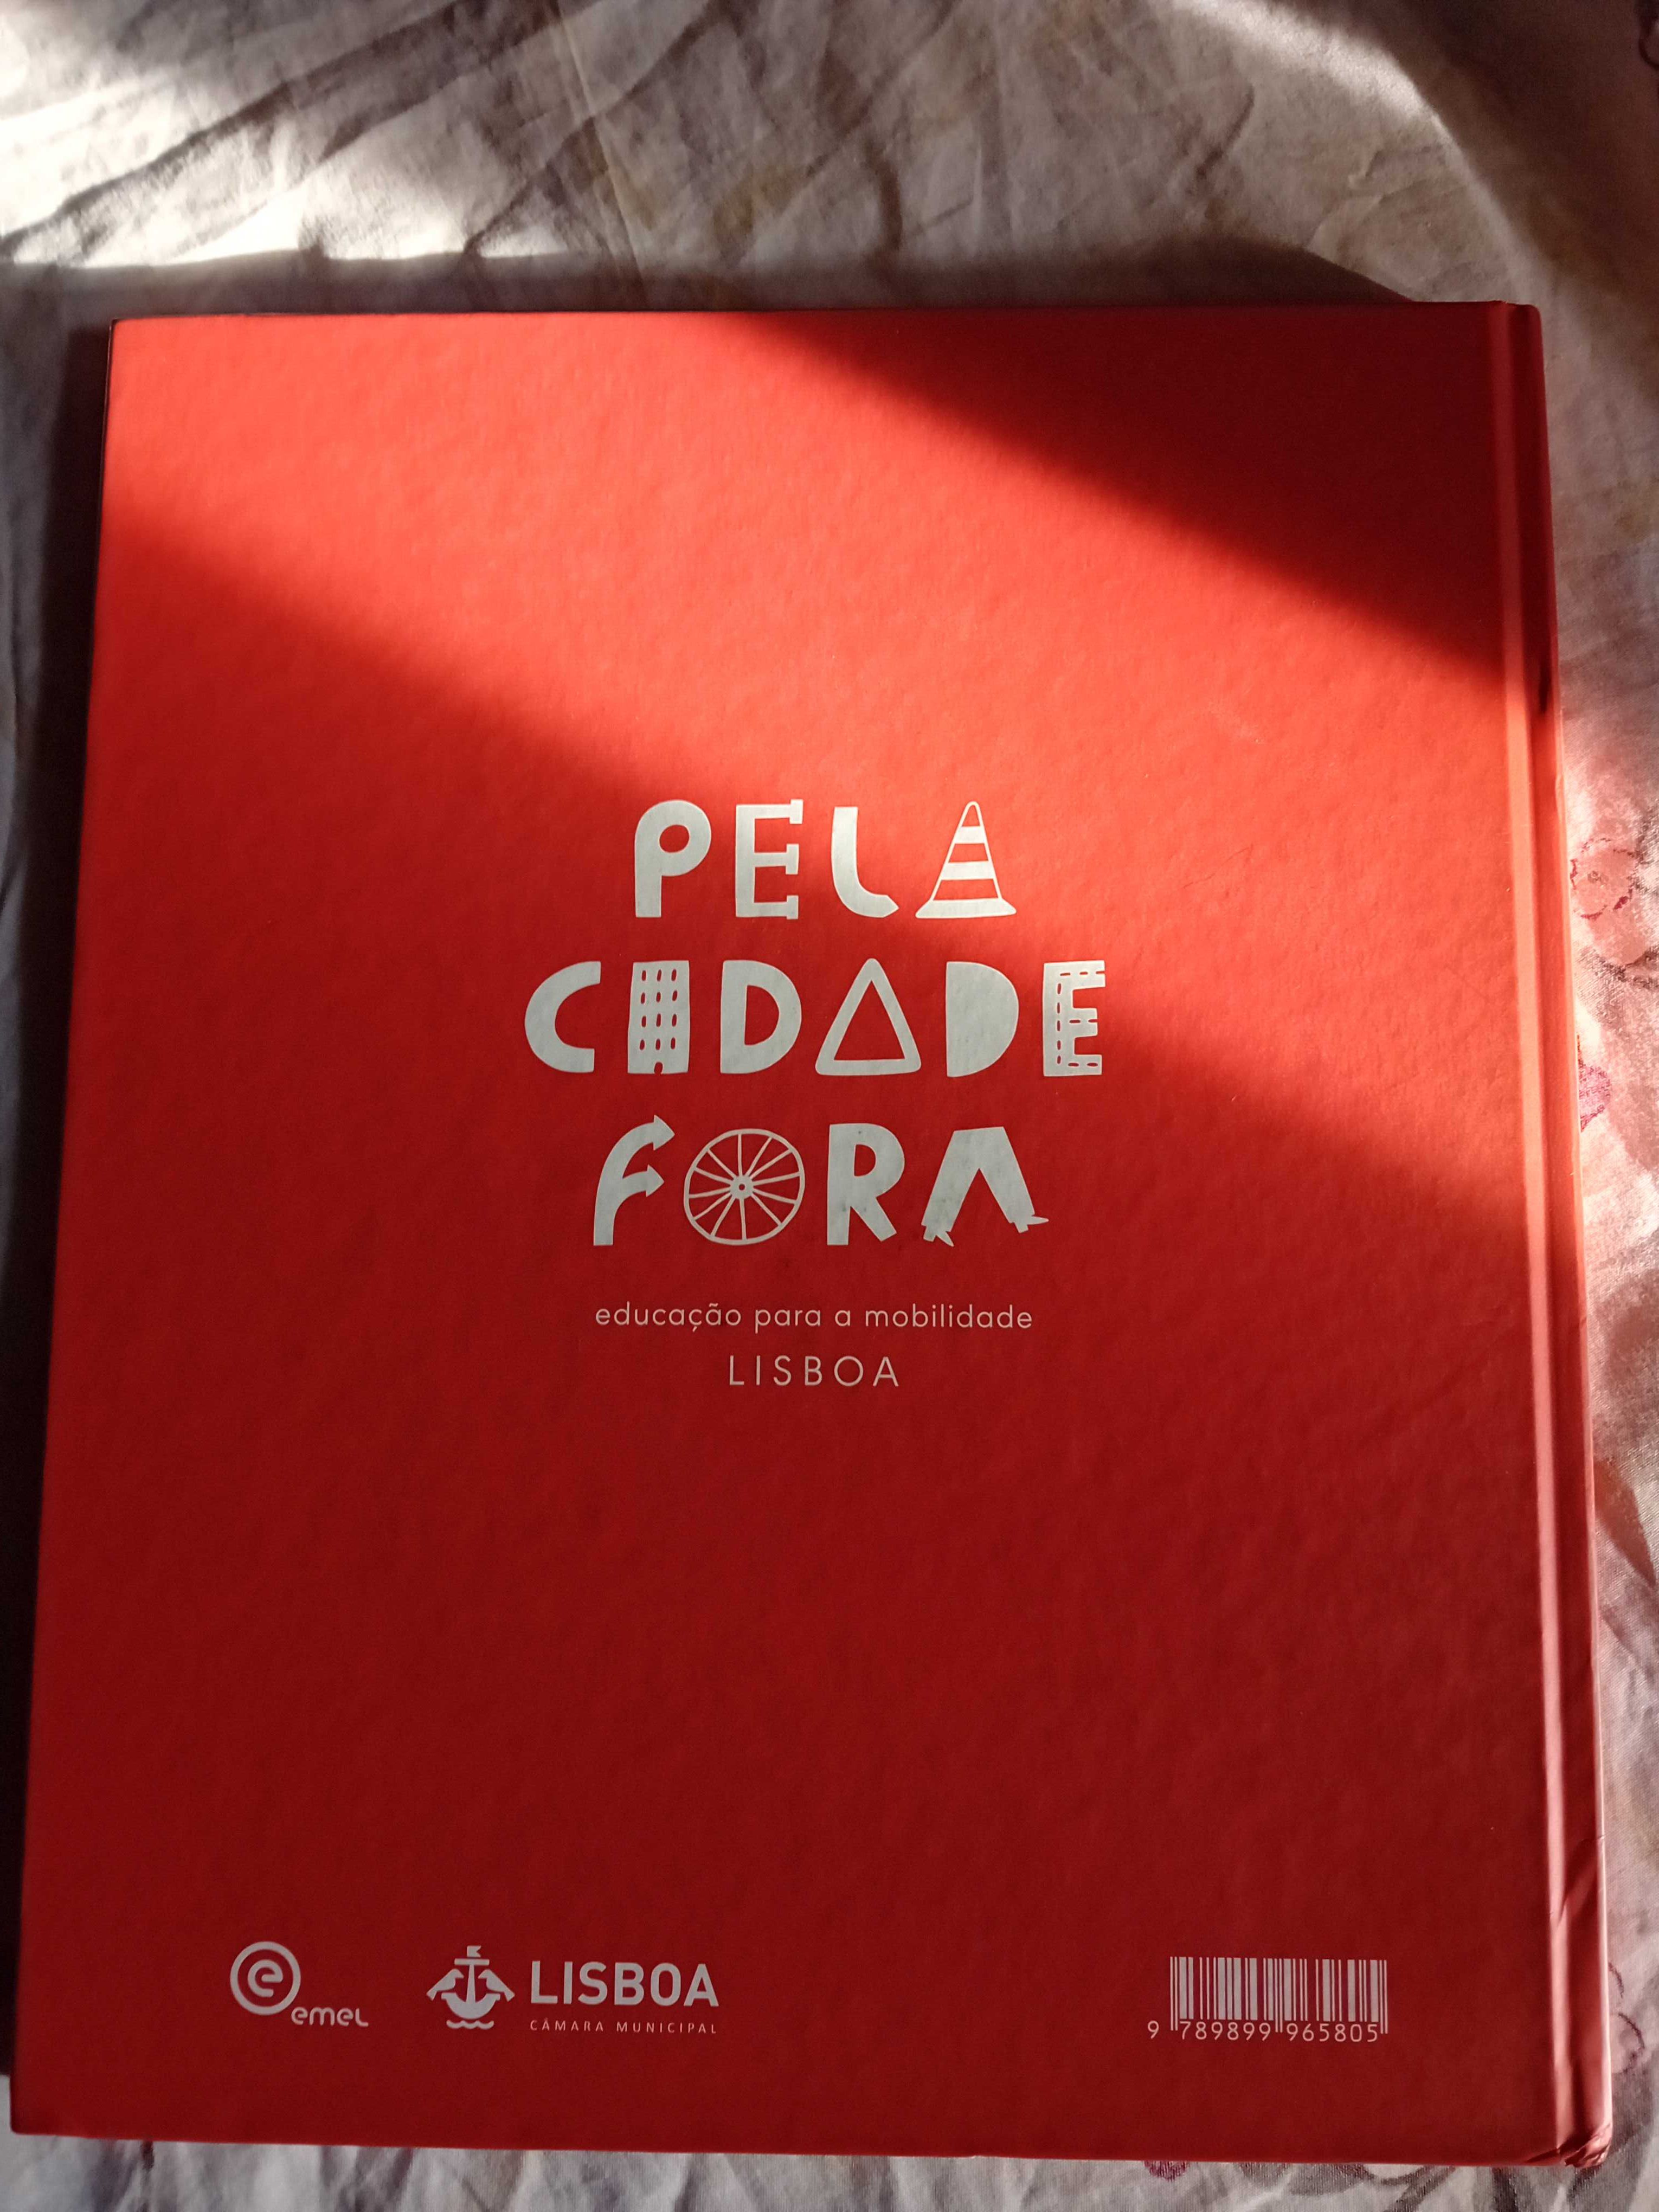 PELA
CIDADE
FORA
educação para a mobilidade
LISBOA
e
emel
LISBOA
CÂMARA MUNICIPAL
9 789899 965805